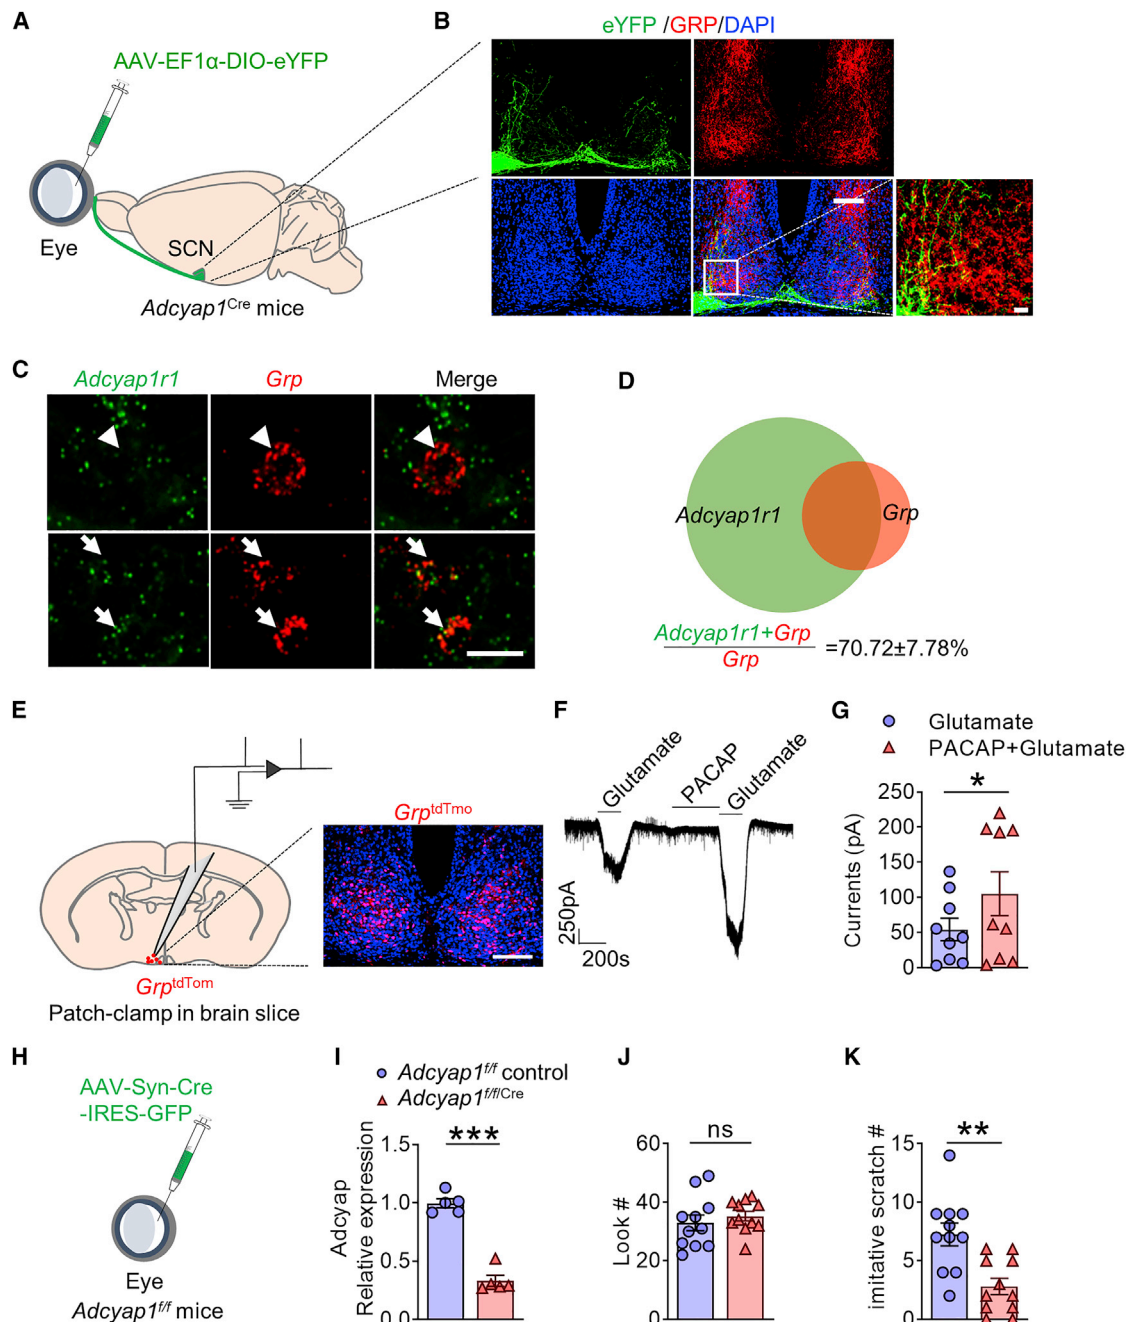 A
AAV-EF1α-DIO-eYFP
Eye
SCN
Adcyap1Cre mice
B
eYFP /GRP/DAPI
C
Adcyap1r1
Grp
Merge
D
Adcyap1r1
Grp
Adcyap1r1+Grp
Grp
=70.72±7.78%
E
GrptdTmo
GrptdTom
Patch-clamp in brain slice
F
Glutamate
PACAP
Glutamate
250pA
200s
G
Glutamate
PACAP+Glutamate
*
Currents (pA)
250
200
150
100
50
0
H
AAV-Syn-Cre
-IRES-GFP
Eye
Adcyap1f/f mice
I
Adcyap1f/f control
Adcyap1f/f/Cre
***
Adcyap
Relative expression
1.5
1.0
0.5
0.0
J
ns
Look #
60
40
20
0
K
**
imitative scratch #
15
10
5
0